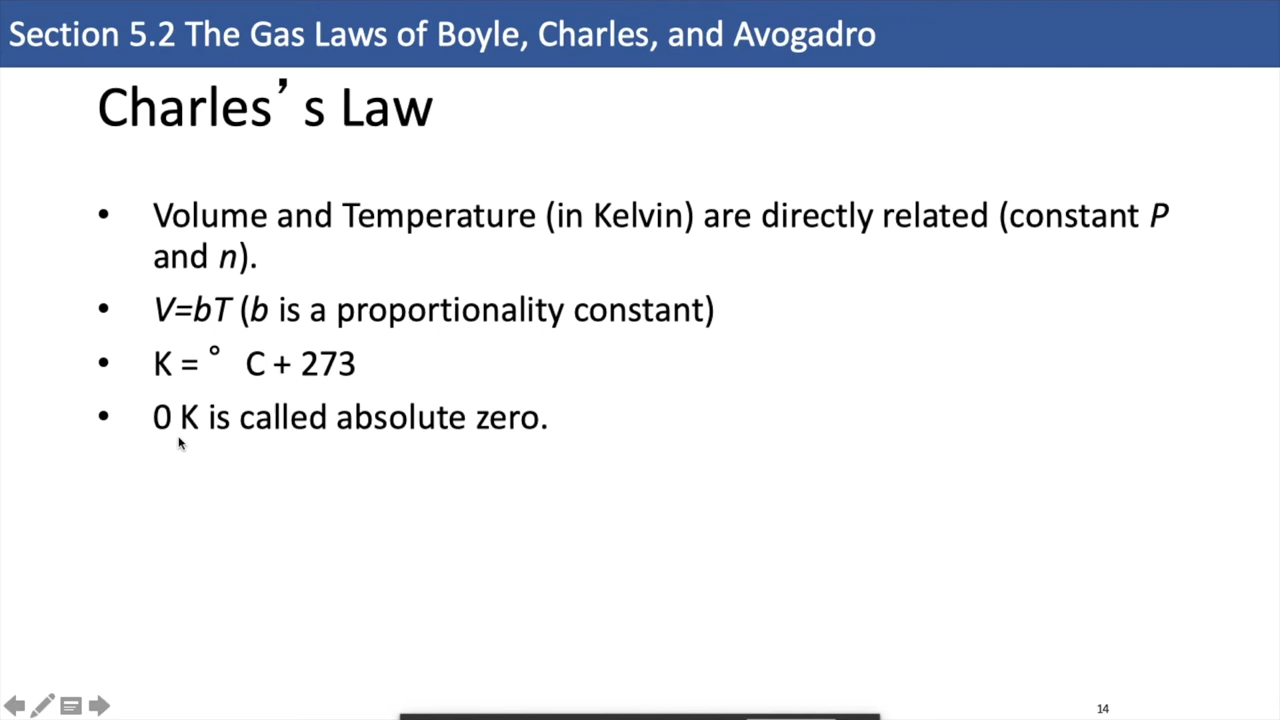 Section 5.2 The Gas Laws of Boyle, Charles, and Avogadro
Charles’s Law
• Volume and Temperature (in Kelvin) are directly related (constant P
and n).
• V=bT (b is a proportionality constant)
• K = ° C + 273
• 0 K is called absolute zero.
14